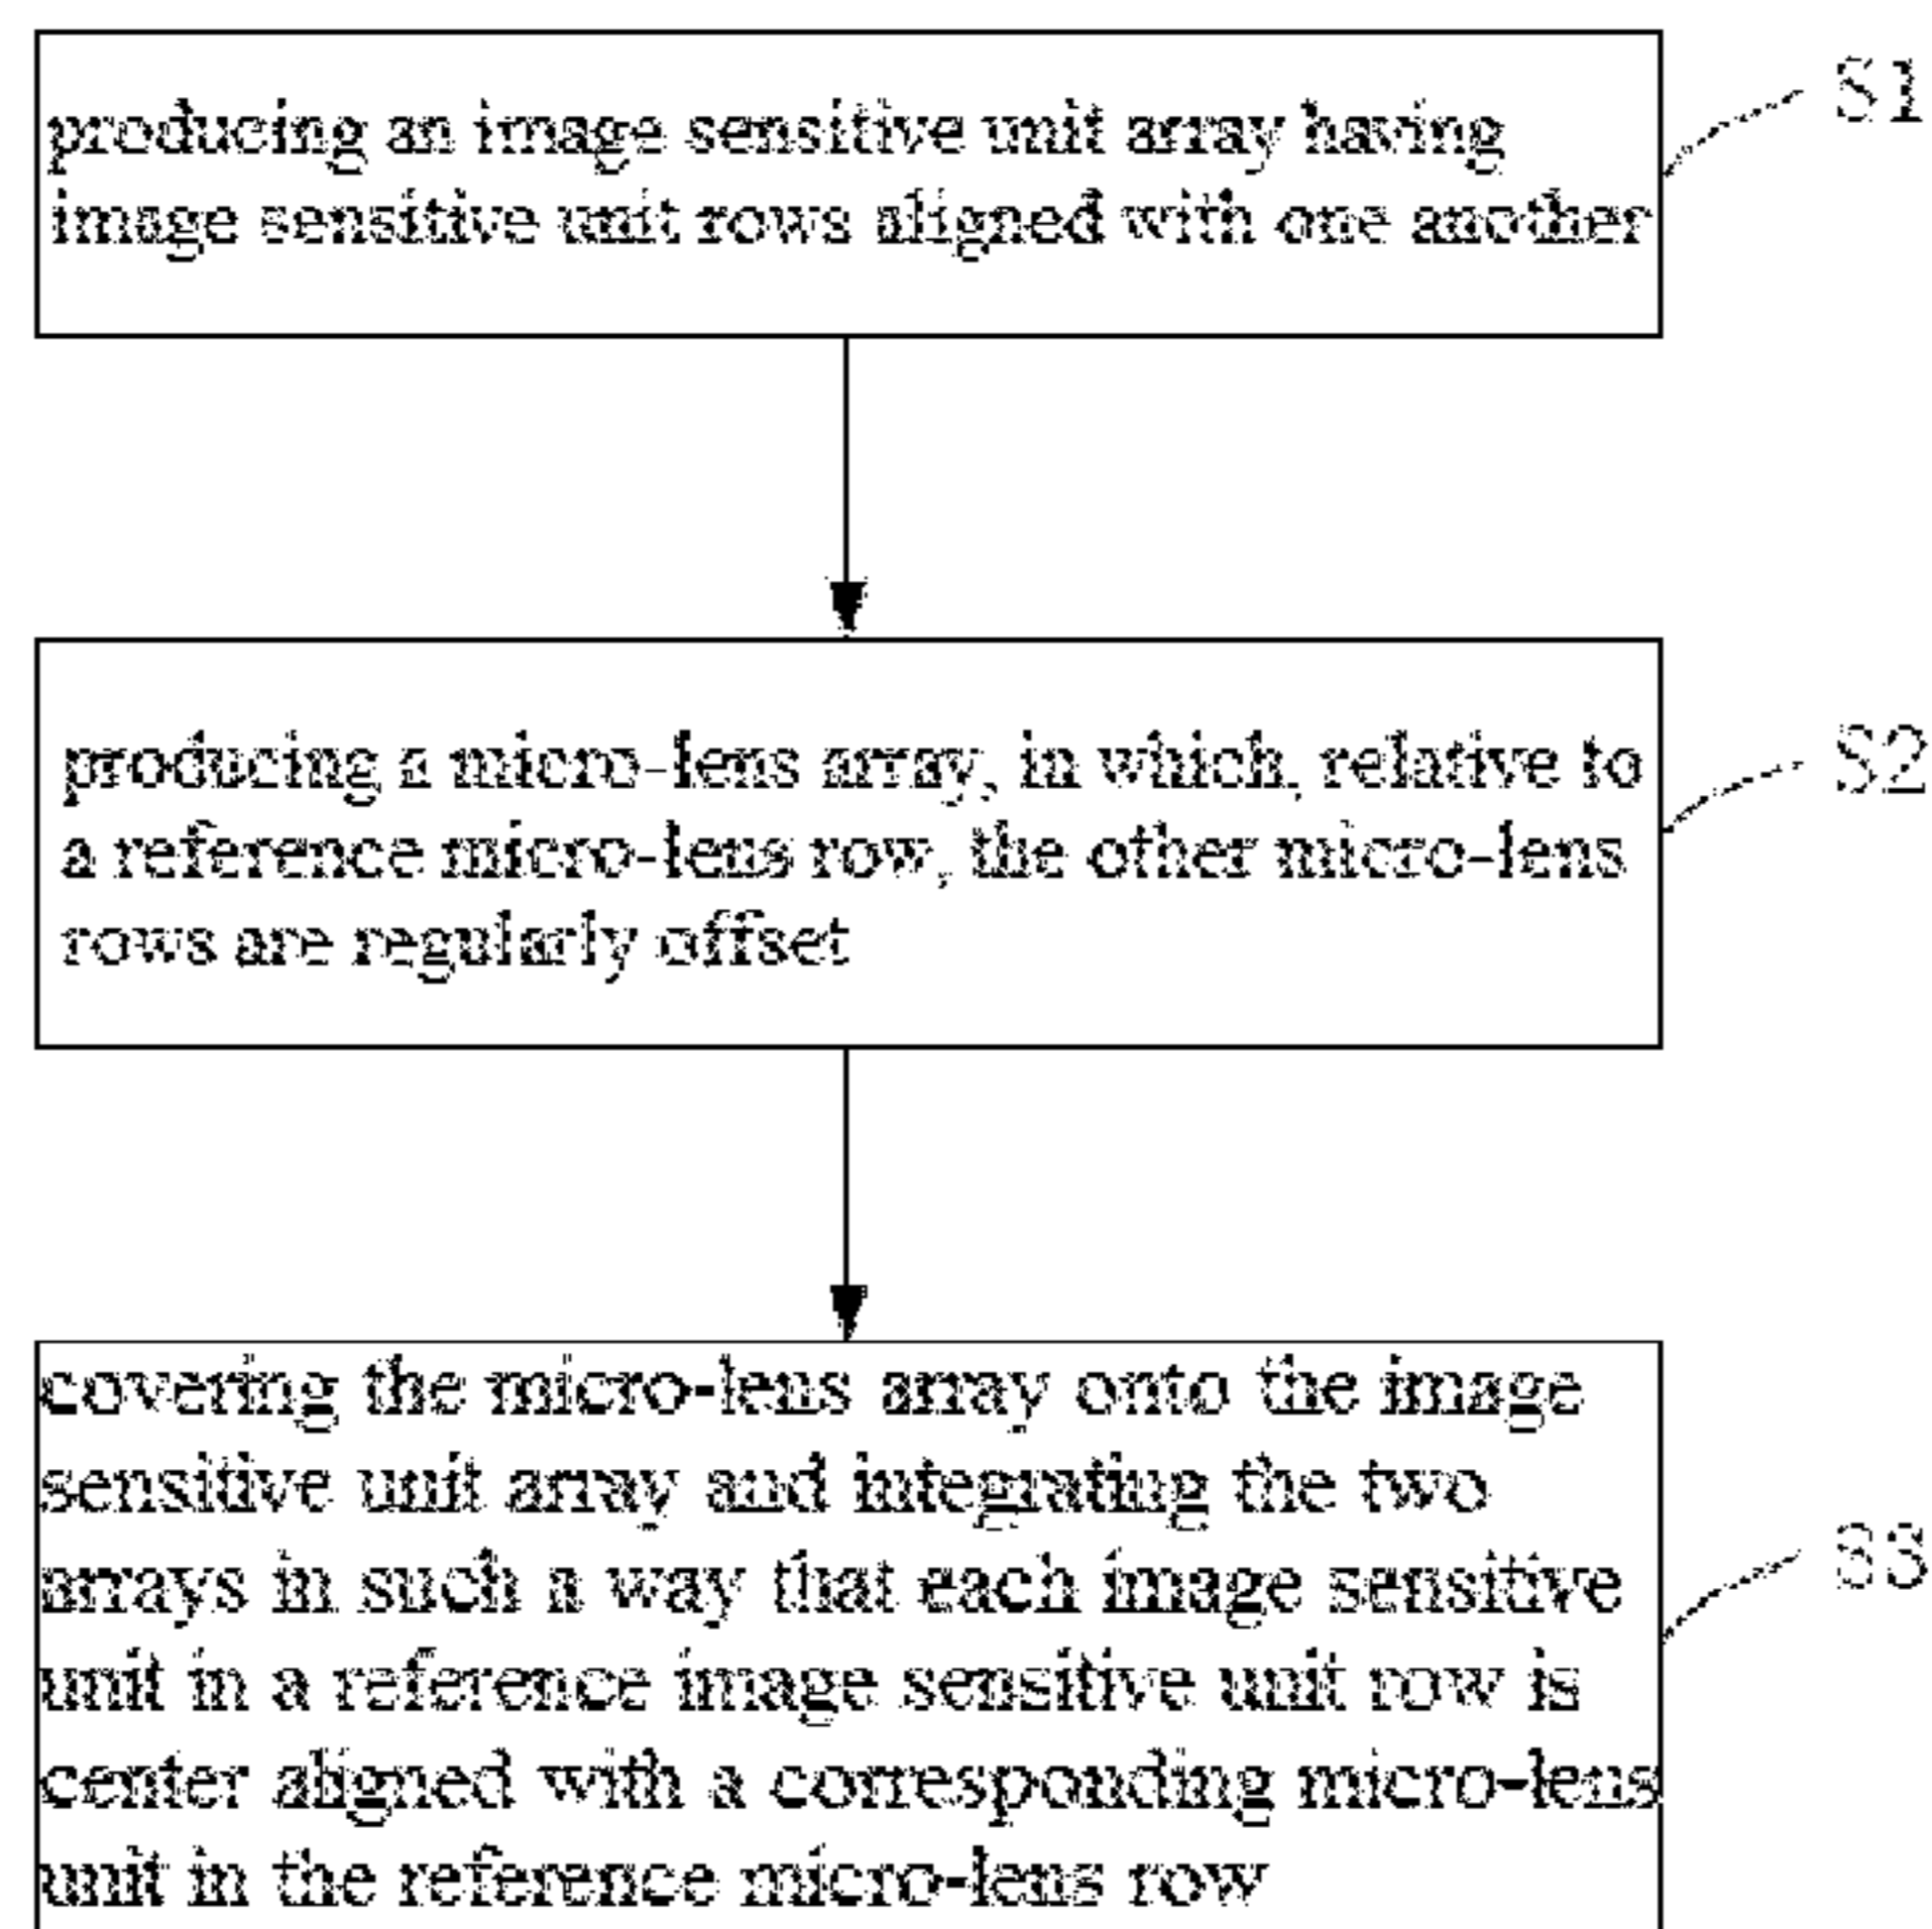 producing an image sensitive unit array having
image sensitive unit rows aligned with one another
S1
producing a micro-lens array, in which, relative to
a reference micro-lens row, the other micro-lens
rows are regularly offset
S2
covering the micro-lens array onto the image
sensitive unit array and integrating the two
arrays in such a way that each image sensitive
unit in a reference image sensitive unit row is
center aligned with a corresponding micro-lens
unit in the reference micro-lens row
S3